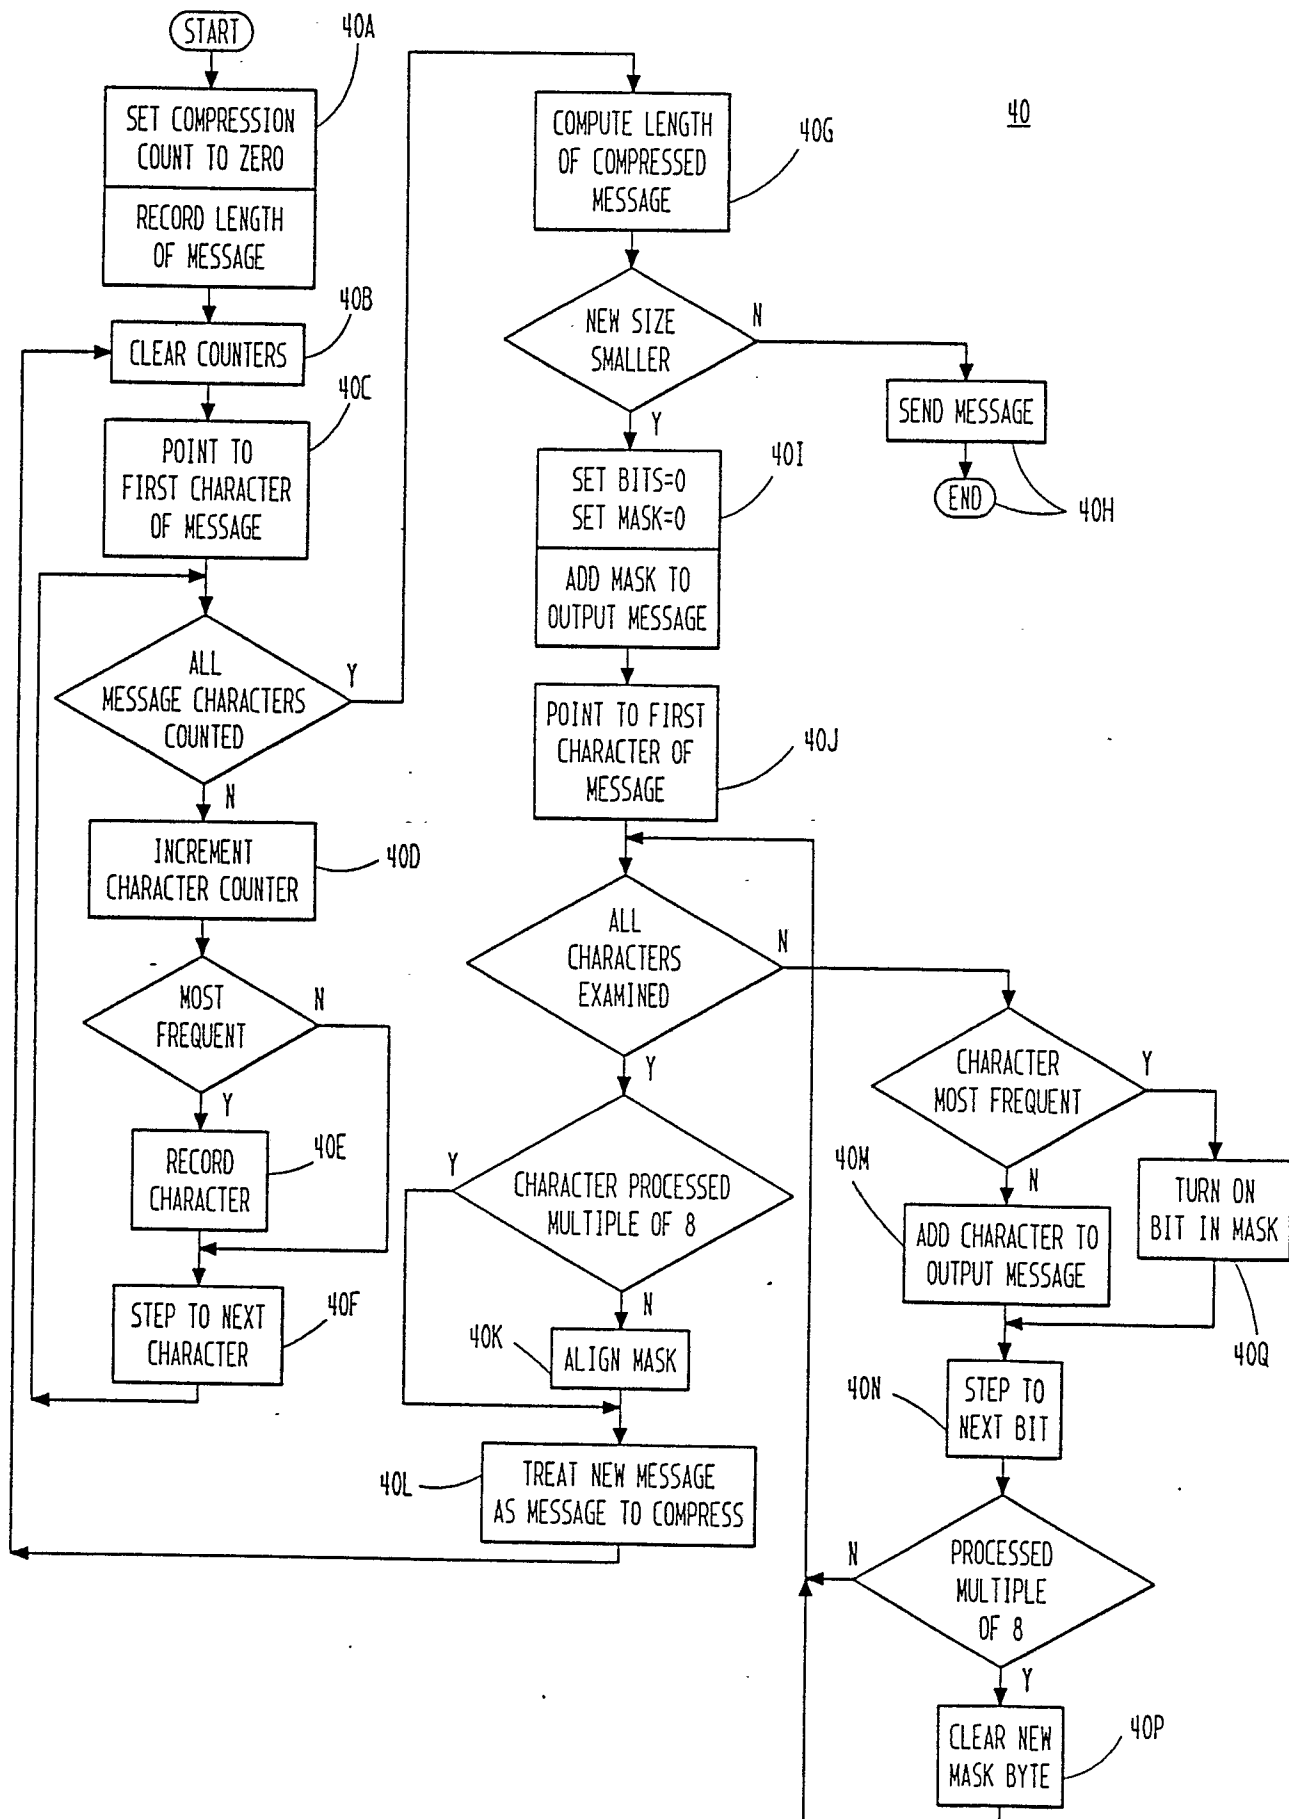 START
40A
SET COMPRESSION
COUNT TO ZERO
RECORD LENGTH
OF MESSAGE
40B
CLEAR COUNTERS
40C
POINT TO
FIRST CHARACTER
OF MESSAGE
ALL
MESSAGE CHARACTERS
COUNTED
Y
N
INCREMENT
CHARACTER COUNTER
40D
MOST
FREQUENT
N
Y
RECORD
CHARACTER
40E
STEP TO NEXT
CHARACTER
40F
40
COMPUTE LENGTH
OF COMPRESSED
MESSAGE
40G
NEW SIZE
SMALLER
N
Y
SEND MESSAGE
END
40H
SET BITS=0
SET MASK=0
40I
ADD MASK TO
OUTPUT MESSAGE
POINT TO FIRST
CHARACTER OF
MESSAGE
40J
ALL
CHARACTERS
EXAMINED
N
Y
CHARACTER PROCESSED
MULTIPLE OF 8
Y
N
40K
ALIGN MASK
40L
TREAT NEW MESSAGE
AS MESSAGE TO COMPRESS
CHARACTER
MOST FREQUENT
Y
N
40M
ADD CHARACTER TO
OUTPUT MESSAGE
TURN ON
BIT IN MASK
40Q
40N
STEP TO
NEXT BIT
PROCESSED
MULTIPLE
OF 8
N
Y
CLEAR NEW
MASK BYTE
40P